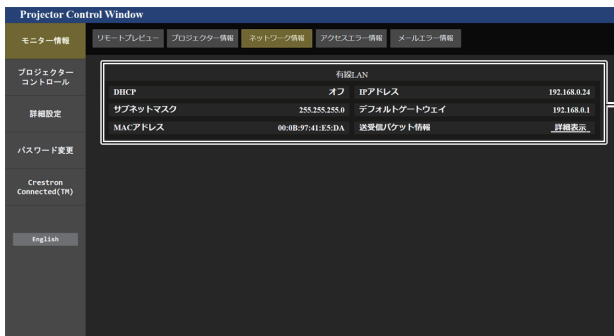 Projector Control Window
モニター情報
プロジェクター
コントロール
詳細設定
パスワード変更
Crestron
Connected(TM)
English
リモートプレビュー プロジェクター情報 ネットワーク情報 アクセスエラー情報 メールエラー情報
有線LAN
DHCP オフ IPアドレス 192.168.0.24
サブネットマスク 255.255.255.0 デフォルトゲートウェイ 192.168.0.1
MACアドレス 00:0B:97:41:E5:DA 送受信パケット情報 詳細表示